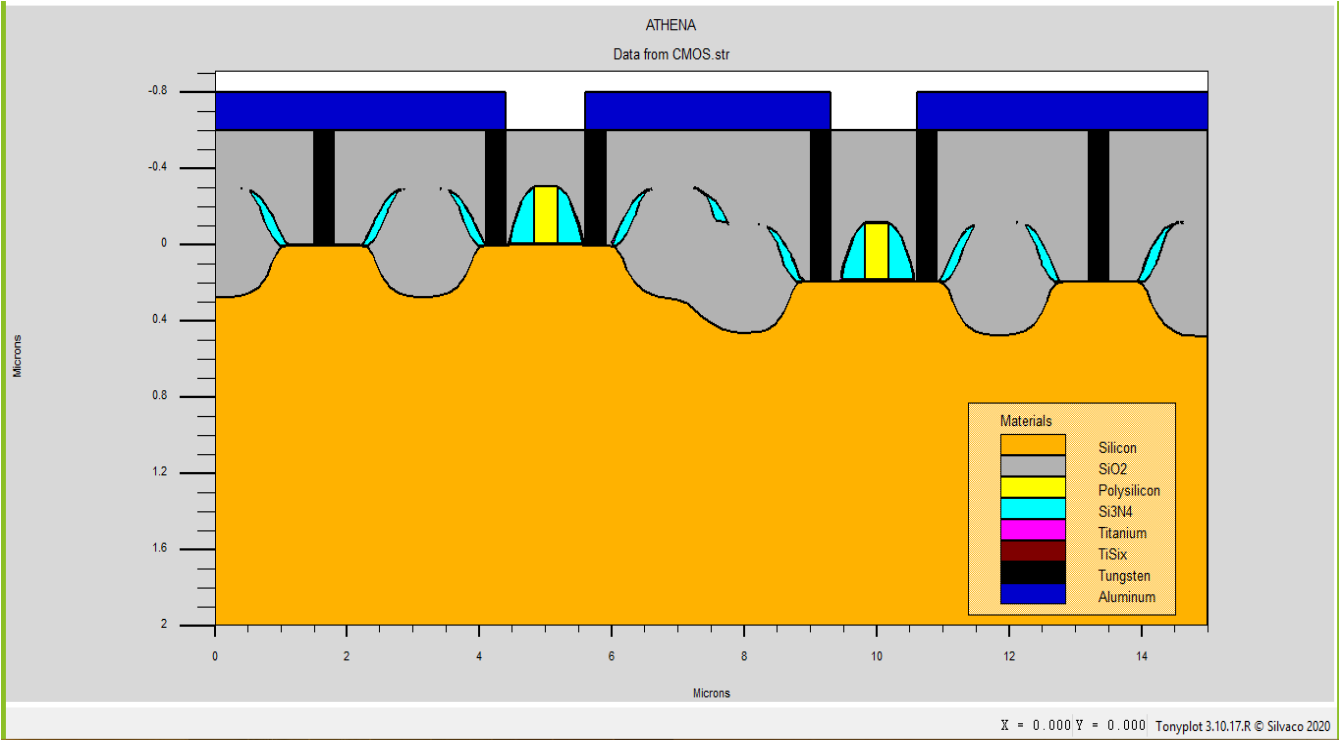 ATHENA
Data from CMOS.str
-0.8
-0.4
0
0.4
0.8
1.2
1.6
2
Microns
0 2 4 6 8 10 12 14
Microns
Materials
Silicon
SiO2
Polysilicon
Si3N4
Titanium
TiSix
Tungsten
Aluminum
X = 0.000 Y = 0.000 Tonyplot 3.10.17.R © Silvaco 2020